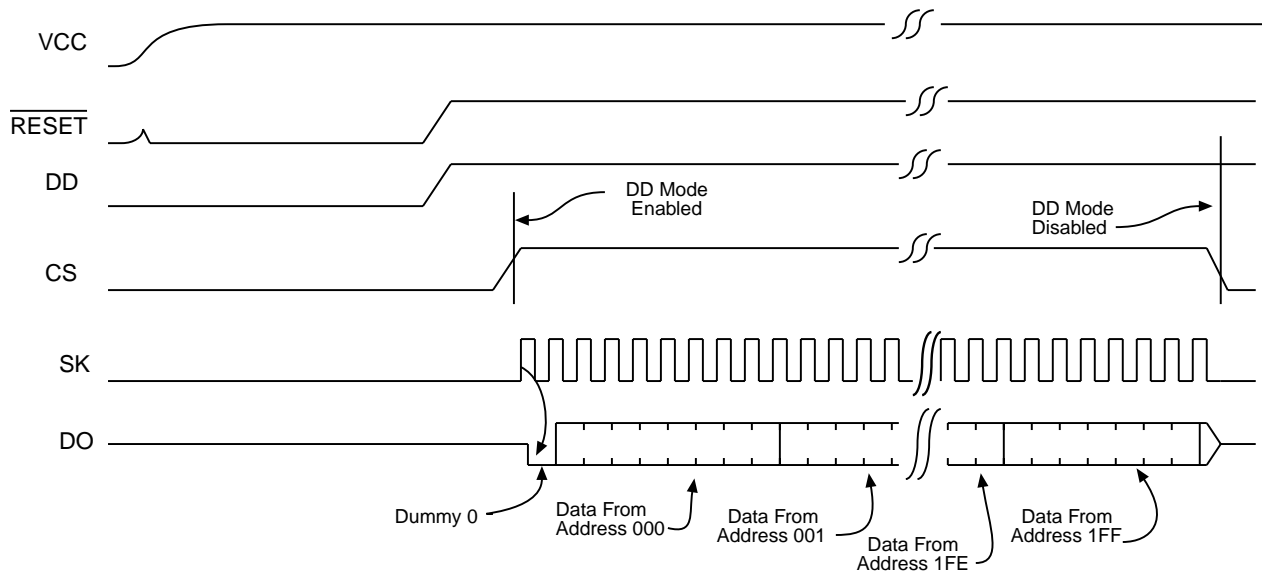 VCC
RESET
DD
DD Mode
Enabled
DD Mode
Disabled
CS
SK
DO
Dummy 0
Data From
Address 000
Data From
Address 001
Data From
Address 1FE
Data From
Address 1FF